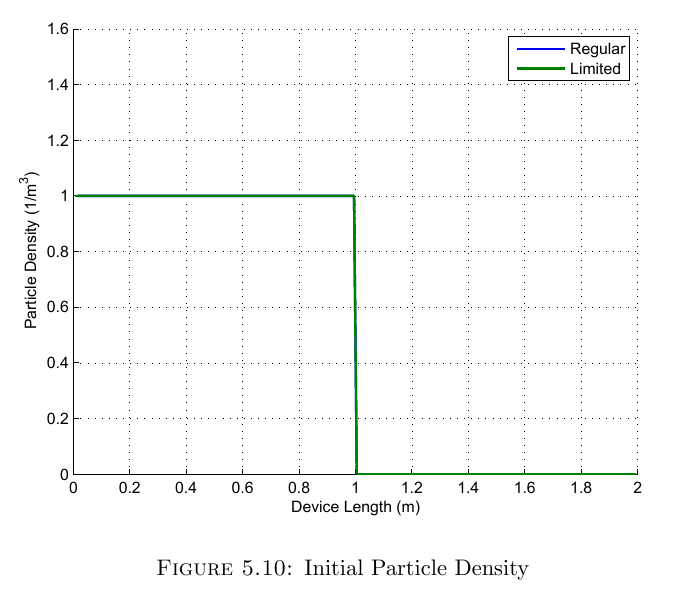 1.6
Regular
Limited
1.4
1.2
1
0.8
0.6
0.4
0.2
0
Particle Density (1/m³)
0 0.2 0.4 0.6 0.8 1 1.2 1.4 1.6 1.8 2
Device Length (m)
FIGURE 5.10: Initial Particle Density